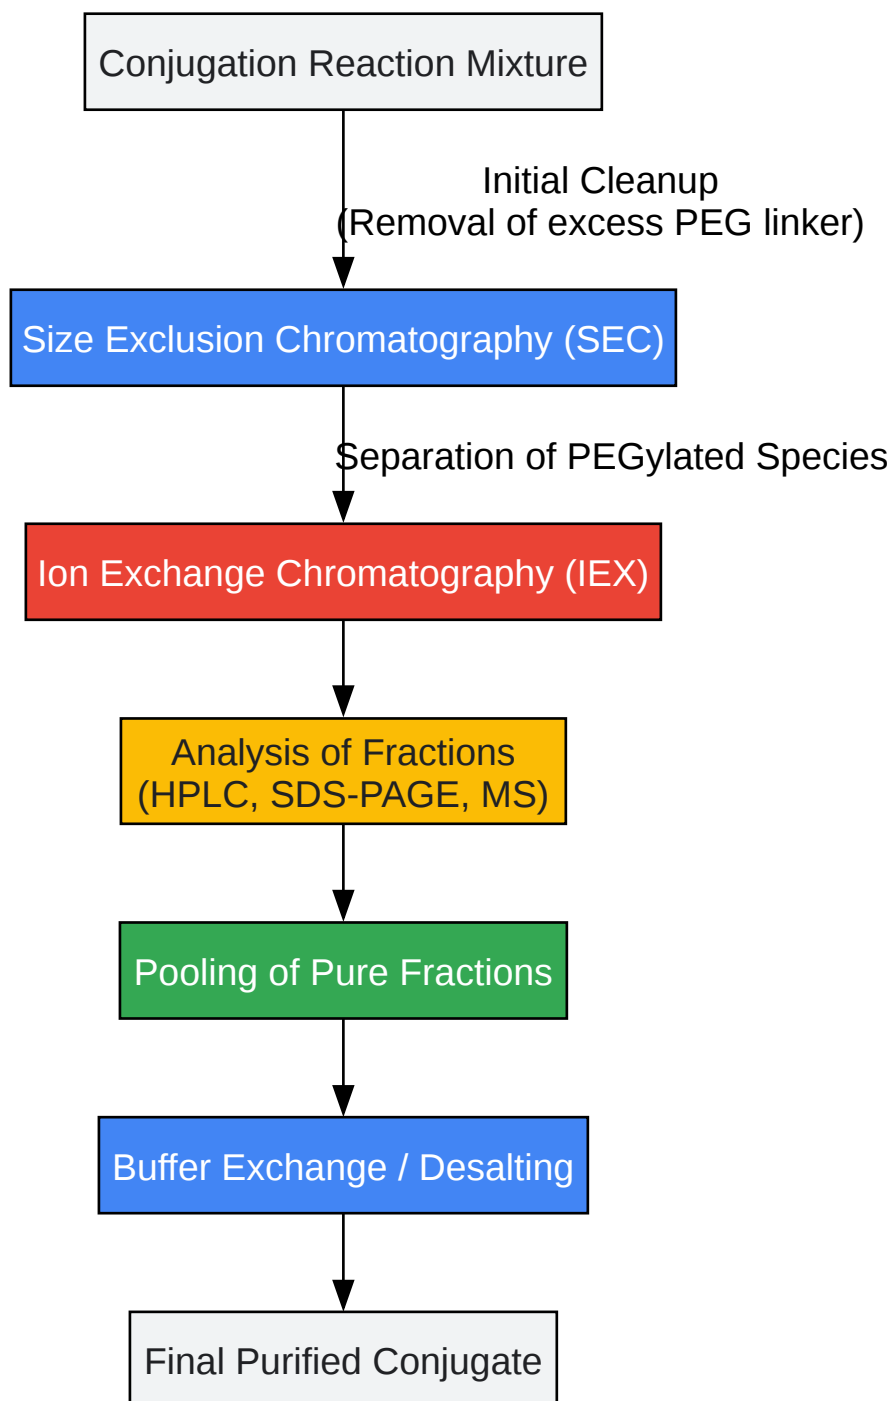 Conjugation Reaction Mixture
Initial Cleanup
(Removal of excess PEG linker)
Size Exclusion Chromatography (SEC)
Separation of PEGylated Species
Ion Exchange Chromatography (IEX)
Analysis of Fractions
(HPLC, SDS-PAGE, MS)
Pooling of Pure Fractions
Buffer Exchange / Desalting
Final Purified Conjugate